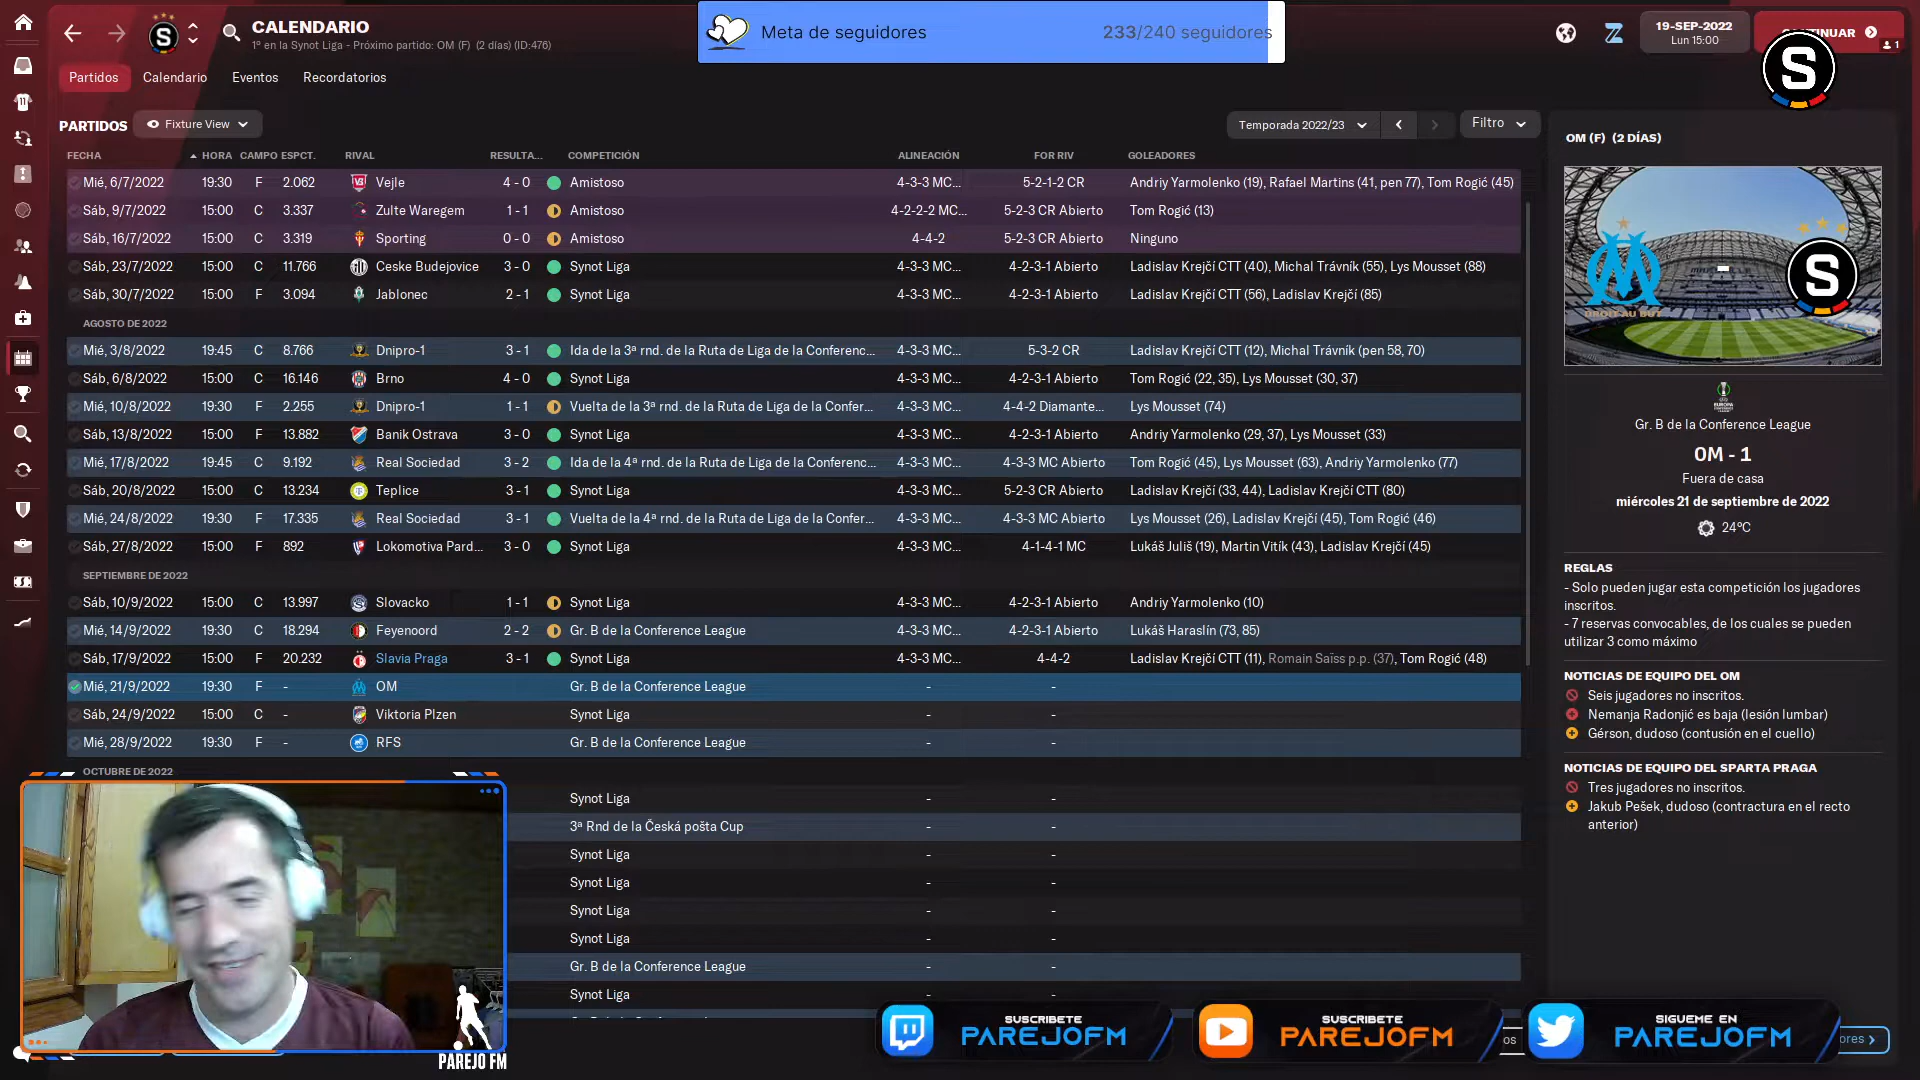 CALENDARIO
1º en la Synot Liga - Próximo partido: OM (F) (2 días) (ID:476)
Meta de seguidores 233/240 seguidores
19-SEP-2022
Lun 15:00
1
Partidos Calendario Eventos Recordatorios
PARTIDOS Fixture View Temporada 2022/23 Filtro
FECHA HORA CAMPO ESPCT. RIVAL RESULTA... COMPETICIÓN ALINEACIÓN FOR RIV GOLEADORES
Mié, 6/7/2022 19:30 F 2.062 Vejle 4 - 0 Amistoso 4-3-3 MC... 5-2-1-2 CR Andriy Yarmolenko (19), Rafael Martins (41, pen 77), Tom Rogić (45)
Sáb, 9/7/2022 15:00 C 3.337 Zulte Waregem 1 - 1 Amistoso 4-2-2-2 MC... 5-2-3 CR Abierto Tom Rogić (13)
Sáb, 16/7/2022 15:00 C 3.319 Sporting 0 - 0 Amistoso 4-4-2 5-2-3 CR Abierto Ninguno
Sáb, 23/7/2022 15:00 C 11.766 Ceske Budejovice 3 - 0 Synot Liga 4-3-3 MC... 4-2-3-1 Abierto Ladislav Krejčí CTT (40), Michal Trávník (55), Lys Mousset (88)
Sáb, 30/7/2022 15:00 F 3.094 Jablonec 2 - 1 Synot Liga 4-3-3 MC... 4-2-3-1 Abierto Ladislav Krejčí CTT (56), Ladislav Krejčí (85)
AGOSTO DE 2022
Mié, 3/8/2022 19:45 C 8.766 Dnipro-1 3 - 1 Ida de la 3ª rnd. de la Ruta de Liga de la Conferenc... 4-3-3 MC... 5-3-2 CR Ladislav Krejčí CTT (12), Michal Trávník (pen 58, 70)
Sáb, 6/8/2022 15:00 C 16.146 Brno 4 - 0 Synot Liga 4-3-3 MC... 4-2-3-1 Abierto Tom Rogić (22, 35), Lys Mousset (30, 37)
Mié, 10/8/2022 19:30 F 2.255 Dnipro-1 1 - 1 Vuelta de la 3ª rnd. de la Ruta de Liga de la Confer... 4-3-3 MC... 4-4-2 Diamante... Lys Mousset (74)
Sáb, 13/8/2022 15:00 F 13.882 Banik Ostrava 3 - 0 Synot Liga 4-3-3 MC... 4-2-3-1 Abierto Andriy Yarmolenko (29, 37), Lys Mousset (33)
Mié, 17/8/2022 19:45 C 9.192 Real Sociedad 3 - 2 Ida de la 4ª rnd. de la Ruta de Liga de la Conferenc... 4-3-3 MC... 4-3-3 MC Abierto Tom Rogić (45), Lys Mousset (63), Andriy Yarmolenko (77)
Sáb, 20/8/2022 15:00 C 13.234 Teplice 3 - 1 Synot Liga 4-3-3 MC... 5-2-3 CR Abierto Ladislav Krejčí (33, 44), Ladislav Krejčí CTT (80)
Mié, 24/8/2022 19:30 F 17.335 Real Sociedad 3 - 1 Vuelta de la 4ª rnd. de la Ruta de Liga de la Confer... 4-3-3 MC... 4-3-3 MC Abierto Lys Mousset (26), Ladislav Krejčí (45), Tom Rogić (46)
Sáb, 27/8/2022 15:00 F 892 Lokomotiva Pard... 3 - 0 Synot Liga 4-3-3 MC... 4-1-4-1 MC Lukáš Juliš (19), Martin Vitík (43), Ladislav Krejčí (45)
SEPTIEMBRE DE 2022
Sáb, 10/9/2022 15:00 C 13.997 Slovacko 1 - 1 Synot Liga 4-3-3 MC... 4-2-3-1 Abierto Andriy Yarmolenko (10)
Mié, 14/9/2022 19:30 C 18.294 Feyenoord 2 - 2 Gr. B de la Conference League 4-3-3 MC... 4-2-3-1 Abierto Lukáš Haraslín (73, 85)
Sáb, 17/9/2022 15:00 F 20.232 Slavia Praga 3 - 1 Synot Liga 4-3-3 MC... 4-4-2 Ladislav Krejčí CTT (11), Romain Saïss p.p. (37), Tom Rogić (48)
Mié, 21/9/2022 19:30 F - OM Gr. B de la Conference League - -
Sáb, 24/9/2022 15:00 C - Viktoria Plzen Synot Liga - -
Mié, 28/9/2022 19:30 F - RFS Gr. B de la Conference League - -
OCTUBRE DE 2022
Synot Liga - -
3ª Rnd de la Česká pošta Cup - -
Synot Liga - -
Synot Liga - -
Synot Liga - -
Synot Liga - -
Gr. B de la Conference League - -
Synot Liga - -
OM (F) (2 DÍAS)
DROIT AU BUT
S
S
S
Gr. B de la Conference League
OM - 1
Fuera de casa
miércoles 21 de septiembre de 2022
24ºC
REGLAS
- Solo pueden jugar esta competición los jugadores
inscritos.
- 7 reservas convocables, de los cuales se pueden
utilizar 3 como máximo
NOTICIAS DE EQUIPO DEL OM
Seis jugadores no inscritos.
Nemanja Radonjić es baja (lesión lumbar)
Gérson, dudoso (contusión en el cuello)
NOTICIAS DE EQUIPO DEL SPARTA PRAGA
Tres jugadores no inscritos.
Jakub Pešek, dudoso (contractura en el recto
anterior)
PAREJO FM
SUSCRIBETE
PAREJOFM
SUSCRIBETE
PAREJOFM
SIGUEME EN
PAREJOFM